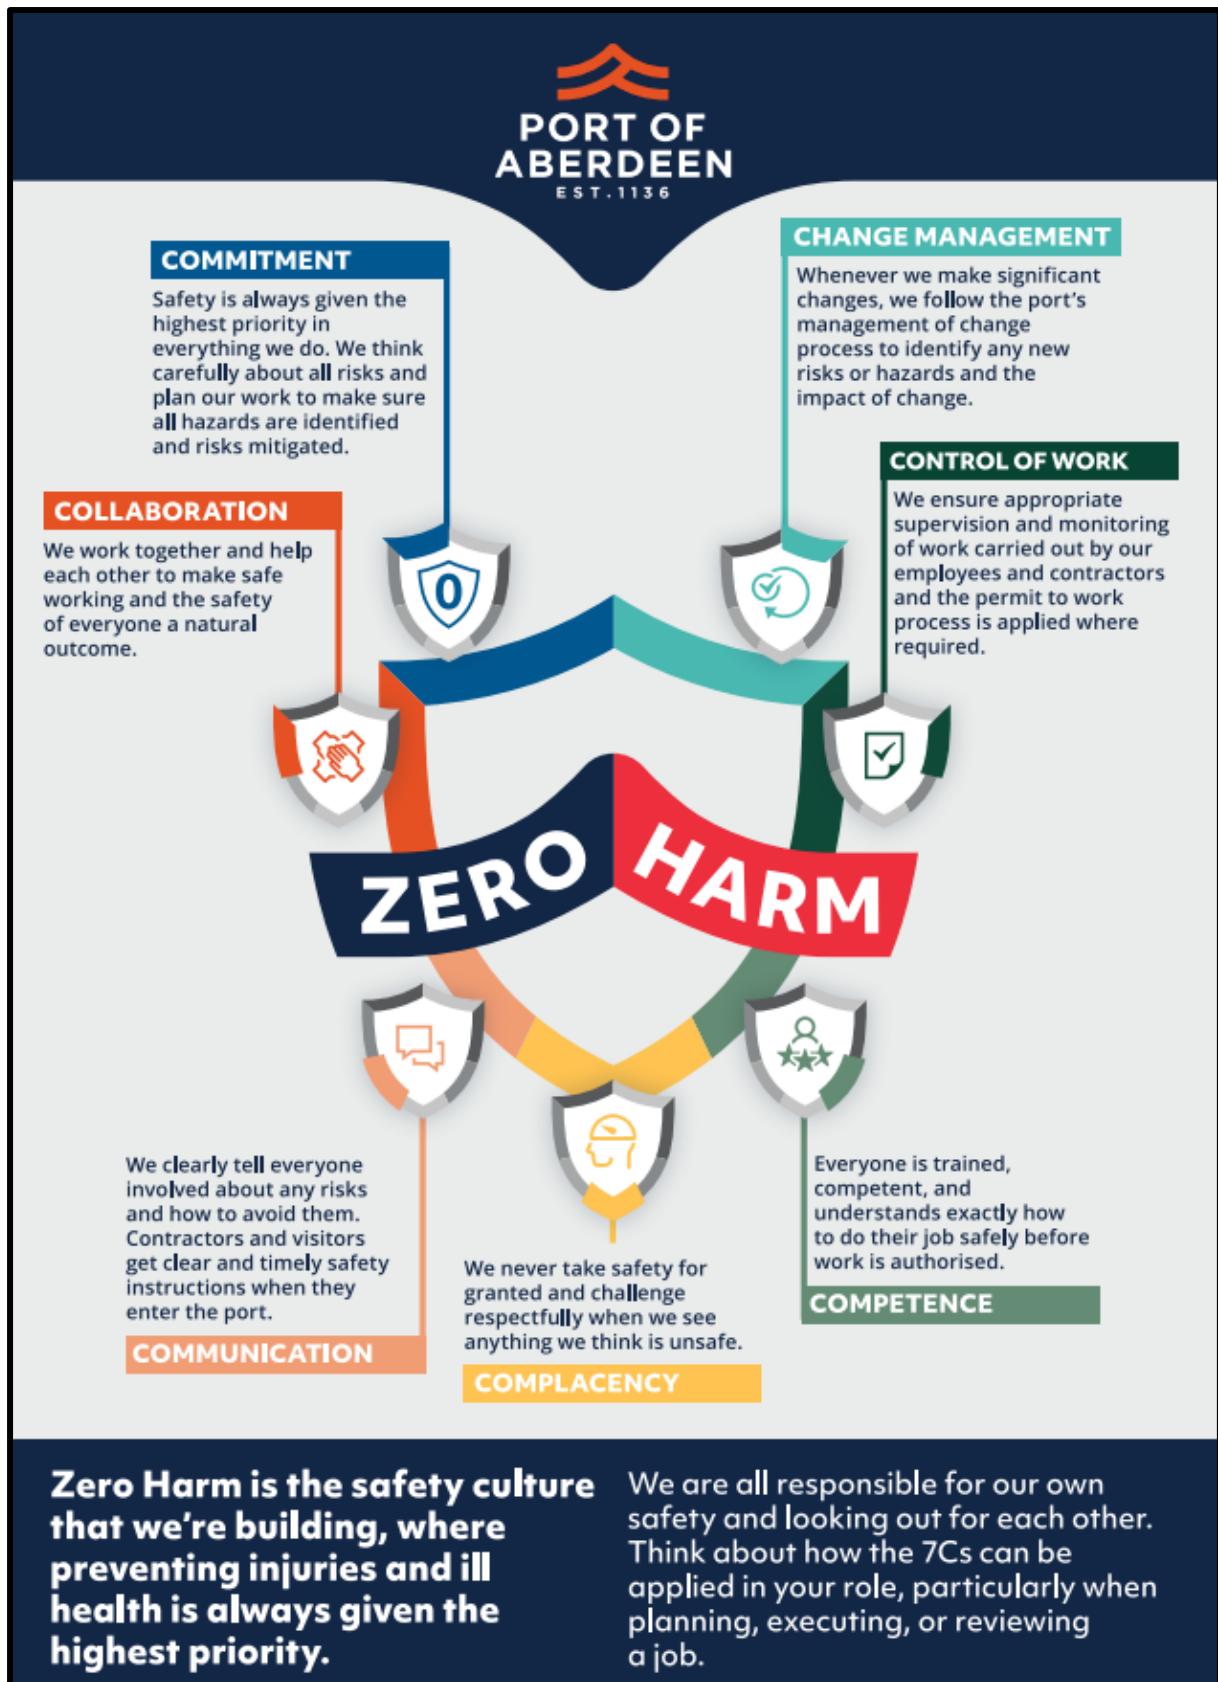 PORT OF
ABERDEEN
EST.1136
COMMITMENT
Safety is always given the
highest priority in
everything we do. We think
carefully about all risks and
plan our work to make sure
all hazards are identified
and risks mitigated.
CHANGE MANAGEMENT
Whenever we make significant
changes, we follow the port's
management of change
process to identify any new
risks or hazards and the
impact of change.
COLLABORATION
We work together and help
each other to make safe
working and the safety
of everyone a natural
outcome.
CONTROL OF WORK
We ensure appropriate
supervision and monitoring
of work carried out by our
employees and contractors
and the permit to work
process is applied where
required.
0
ZERO HARM
We clearly tell everyone
involved about any risks
and how to avoid them.
Contractors and visitors
get clear and timely safety
instructions when they
enter the port.
COMMUNICATION
We never take safety for
granted and challenge
respectfully when we see
anything we think is unsafe.
COMPLACENCY
Everyone is trained,
competent, and
understands exactly how
to do their job safely before
work is authorised.
COMPETENCE
Zero Harm is the safety culture
that we're building, where
preventing injuries and ill
health is always given the
highest priority.
We are all responsible for our own
safety and looking out for each other.
Think about how the 7Cs can be
applied in your role, particularly when
planning, executing, or reviewing
a job.